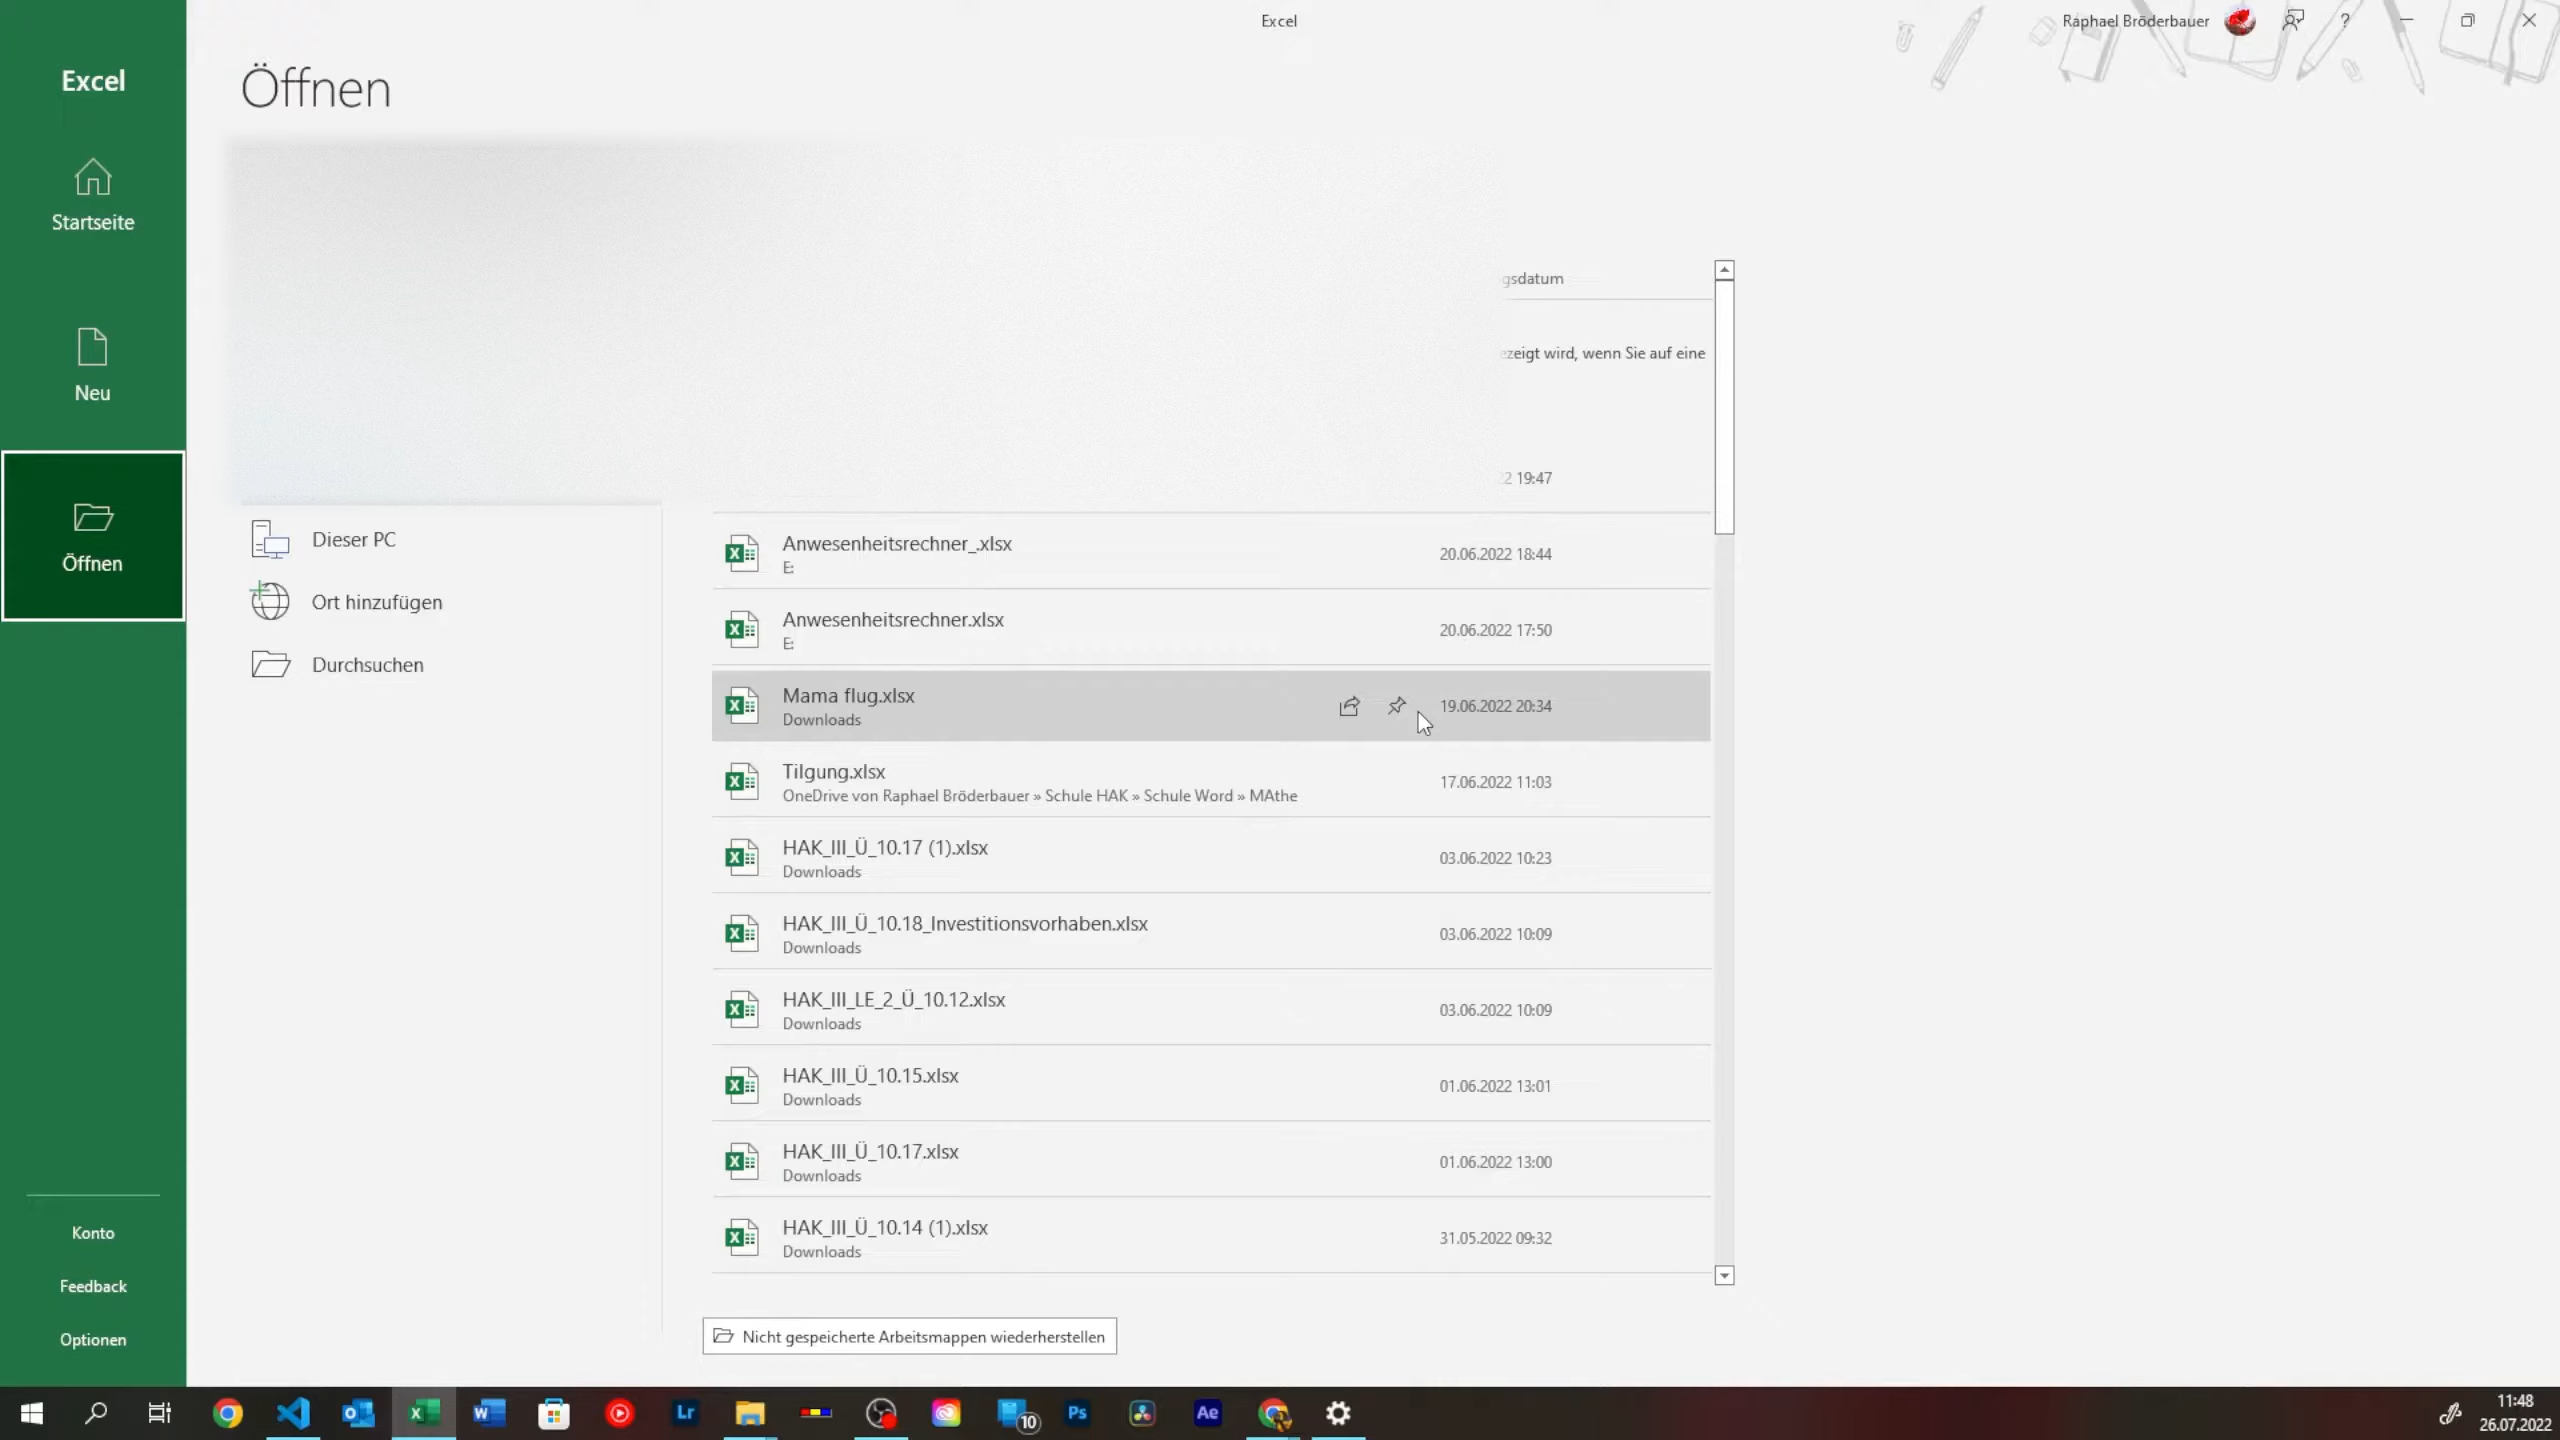 Excel
Raphael Bröderbauer
?
Excel
Öffnen
Startseite
Neu
Öffnen
gsdatum
ezeigt wird, wenn Sie auf eine
19:47
Dieser PC
Ort hinzufügen
Durchsuchen
Anwesenheitsrechner_.xlsx
E:
20.06.2022 18:44
Anwesenheitsrechner.xlsx
E:
20.06.2022 17:50
Mama flug.xlsx
Downloads
19.06.2022 20:34
Tilgung.xlsx
OneDrive von Raphael Bröderbauer » Schule HAK » Schule Word » MAthe
17.06.2022 11:03
HAK_III_Ü_10.17 (1).xlsx
Downloads
03.06.2022 10:23
HAK_III_Ü_10.18_Investitionsvorhaben.xlsx
Downloads
03.06.2022 10:09
HAK_III_LE_2_Ü_10.12.xlsx
Downloads
03.06.2022 10:09
HAK_III_Ü_10.15.xlsx
Downloads
01.06.2022 13:01
HAK_III_Ü_10.17.xlsx
Downloads
01.06.2022 13:00
HAK_III_Ü_10.14 (1).xlsx
Downloads
31.05.2022 09:32
Nicht gespeicherte Arbeitsmappen wiederherstellen
Konto
Feedback
Optionen
Lr
10
Ps
Ae
11:48
26.07.2022